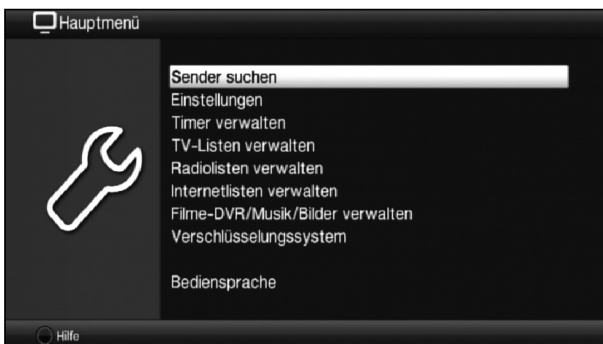 Hauptmenü
Sender suchen
Einstellungen
Timer verwalten
TV-Listen verwalten
Radiolisten verwalten
Internetlisten verwalten
Filme-DVR/Musik/Bilder verwalten
Verschlüsselungssystem
Bediensprache
Hilfe